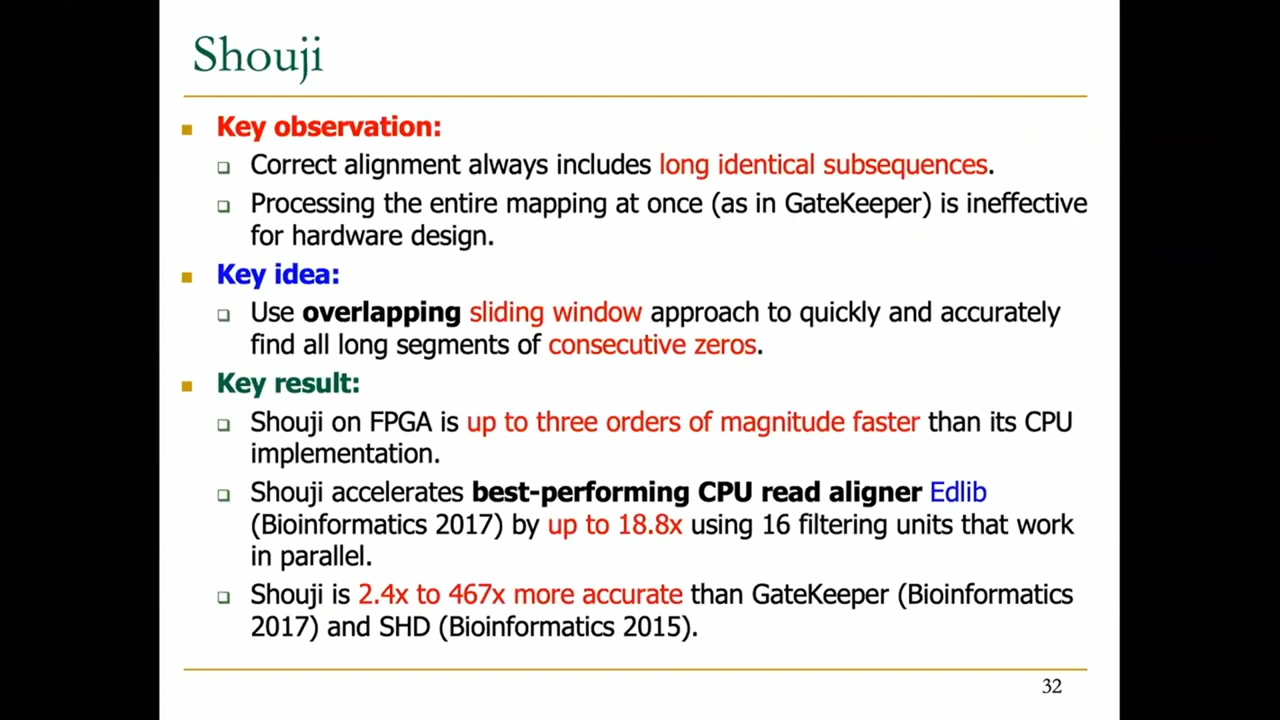 Shouji
Key observation:
Correct alignment always includes long identical subsequences.
Processing the entire mapping at once (as in GateKeeper) is ineffective
for hardware design.
Key idea:
Use overlapping sliding window approach to quickly and accurately
find all long segments of consecutive zeros.
Key result:
Shouji on FPGA is up to three orders of magnitude faster than its CPU
implementation.
Shouji accelerates best-performing CPU read aligner Edlib
(Bioinformatics 2017) by up to 18.8x using 16 filtering units that work
in parallel.
Shouji is 2.4x to 467x more accurate than GateKeeper (Bioinformatics
2017) and SHD (Bioinformatics 2015).
32